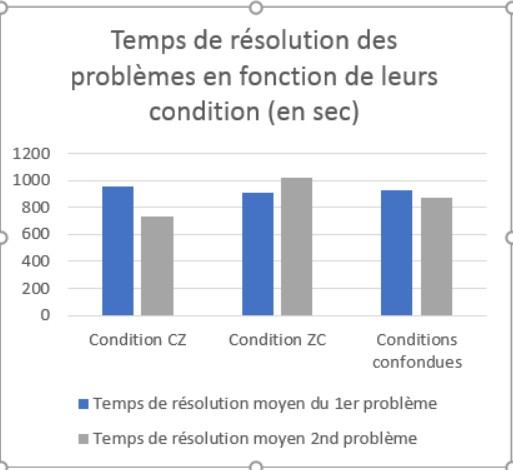 Temps de résolution des
problèmes en fonction de leurs
condition (en sec)
1200
1000
800
600
400
200
0
Condition CZ
Condition ZC
Conditions
confondues
Temps de résolution moyen du 1er problème
Temps de résolution moyen 2nd problème